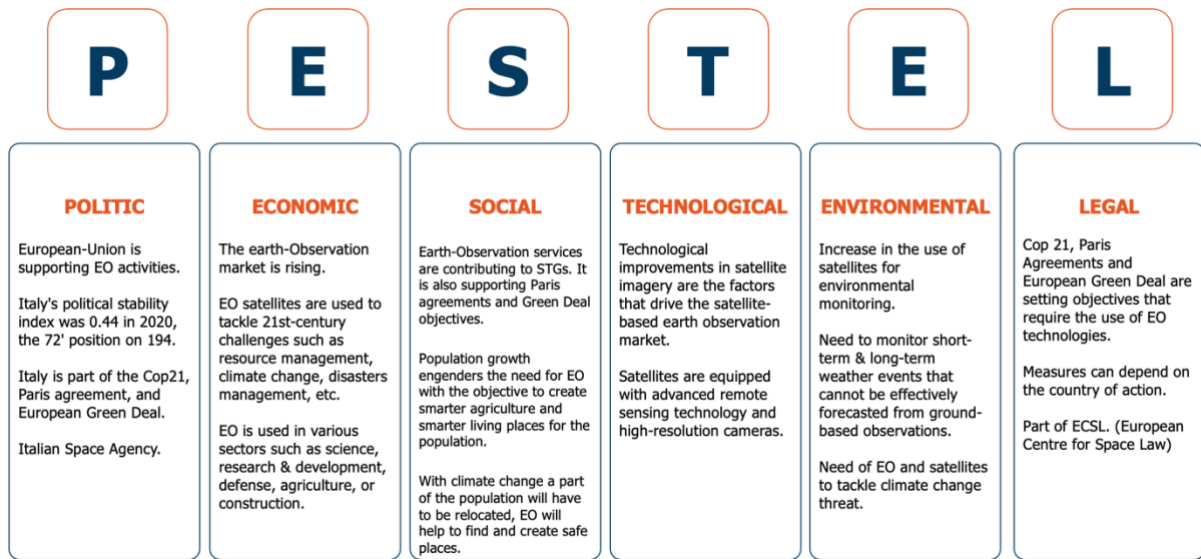 P
E
S
T
E
L
POLITIC
European-Union is
supporting EO activities.
Italy's political stability
index was 0.44 in 2020,
the 72' position on 194.
Italy is part of the Cop21,
Paris agreement, and
European Green Deal.
Italian Space Agency.
ECONOMIC
The earth-Observation
market is rising.
EO satellites are used to
tackle 21st-century
challenges such as
resource management,
climate change, disasters
management, etc.
EO is used in various
sectors such as science,
research & development,
defense, agriculture, or
construction.
SOCIAL
Earth-Observation services
are contributing to STGs. It
is also supporting Paris
agreements and Green Deal
objectives.
Population growth
engenders the need for EO
with the objective to create
smarter agriculture and
smarter living places for the
population.
With climate change a part
of the population will have
to be relocated, EO will
help to find and create safe
places.
TECHNOLOGICAL
Technological
improvements in satellite
imagery are the factors
that drive the satellite-
based earth observation
market.
Satellites are equipped
with advanced remote
sensing technology and
high-resolution cameras.
ENVIRONMENTAL
Increase in the use of
satellites for
environmental
monitoring.
Need to monitor short-
term & long-term
weather events that
cannot be effectively
forecasted from ground-
based observations.
Need of EO and satellites
to tackle climate change
threat.
LEGAL
Cop 21, Paris
Agreements and
European Green Deal are
setting objectives that
require the use of EO
technologies.
Measures can depend on
the country of action.
Part of ECSL. (European
Centre for Space Law)